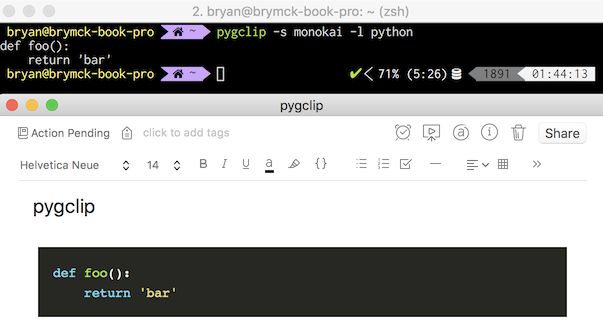 2. bryan@brymck-book-pro: ~ (zsh)
bryan@brymck-book-pro ~ pygclip -s monokai -l python
def foo():
    return 'bar'
bryan@brymck-book-pro ~ 71% (5:26) 1891 01:44:13
pygclip
Action Pending click to add tags Share
Helvetica Neue 14 B I U a {} »
pygclip
def foo():
    return 'bar'